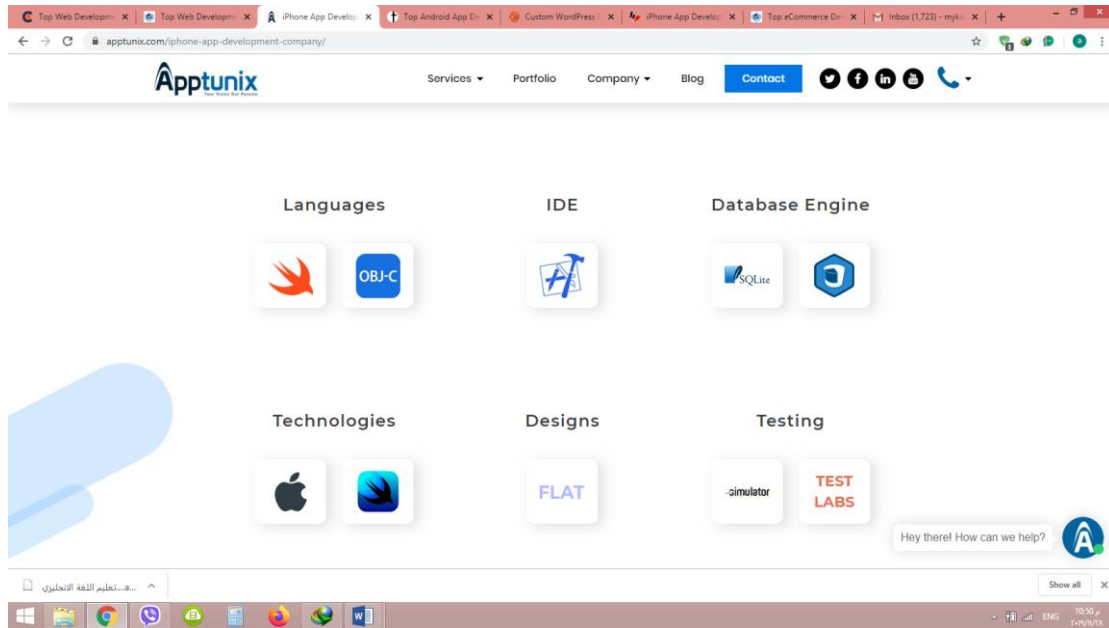 Top Web Developme
Top Web Developme
iPhone App Develop
Top Android App De
Custom WordPress
iPhone App Develop
Top eCommerce De
Inbox (1,723) - myk
apptunix.com/iphone-app-development-company/
Apptunix
Services
Portfolio
Company
Blog
Contact
Languages
IDE
Database Engine
OBJ-C
SQLite
Technologies
Designs
Testing
FLAT
-simulator
TEST
LABS
Hey there! How can we help?
تعليم اللغة الانجليزي
Show all
ENG
10:50 م
٢٠١٩/١١/٢٨